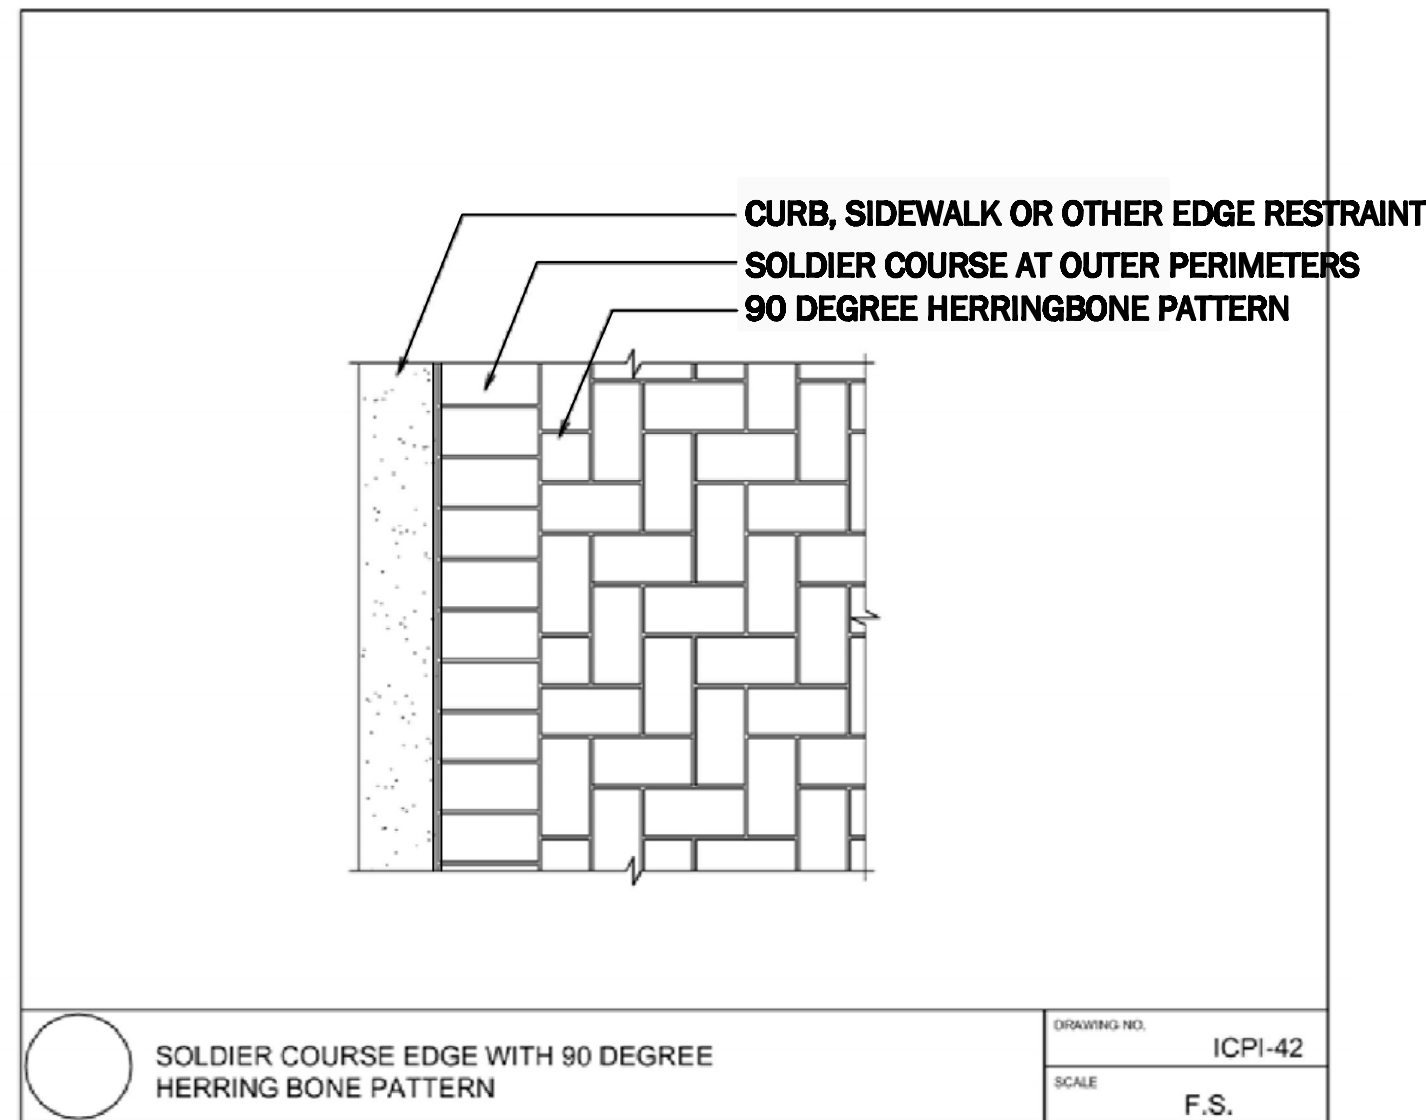 CURB, SIDEWALK OR OTHER EDGE RESTRAINT
SOLDIER COURSE AT OUTER PERIMETERS
90 DEGREE HERRINGBONE PATTERN
SOLDIER COURSE EDGE WITH 90 DEGREE
HERRING BONE PATTERN
DRAWING NO.
ICPI-42
SCALE
F.S.